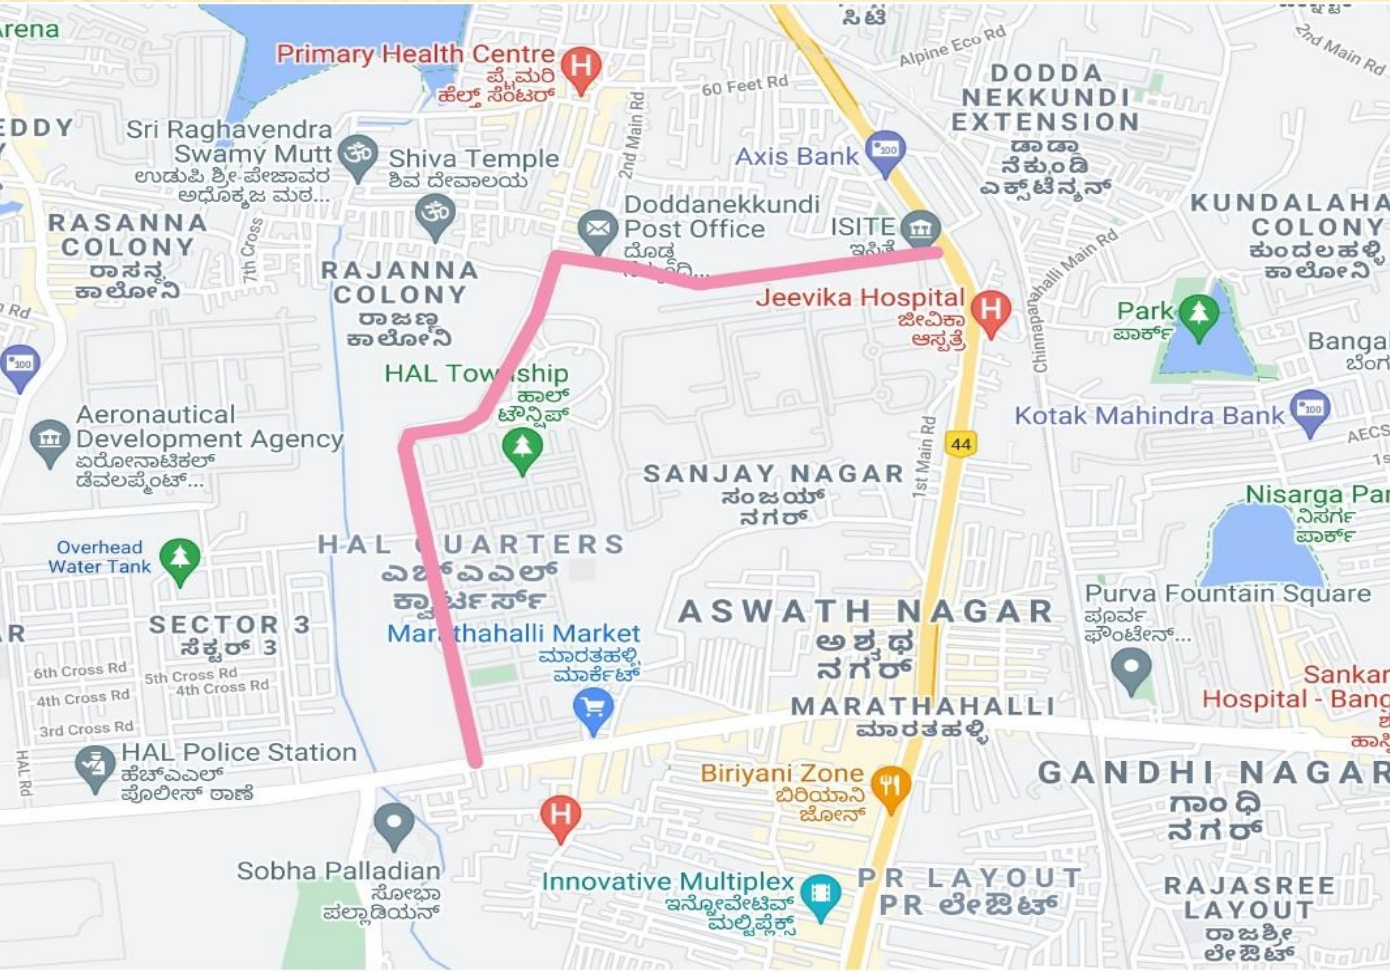 Arena
ಸಿಟಿ
Alpine Eco Rd
2nd Main Rd
Primary Health Centre
ಪ್ರೈಮರಿ
ಹೆಲ್ತ್ ಸೆಂಟರ್
60 Feet Rd
2nd Main Rd
DODDA
NEKKUNDI
EXTENSION
ಡಾಡ್ಡಾ
ನೆಕ್ಕುಂಡಿ
ಎಕ್ಸ್‌ಟೆನ್ಶನ್
EDDY
Sri Raghavendra
Swamy Mutt
ಉಡುಪಿ ಶ್ರೀ ಪೇಜಾವರ
ಅಧೊಕ್ಷಜ ಮಠ...
Shiva Temple
ಶಿವ ದೇವಾಲಯ
Axis Bank
Doddanekkundi
Post Office
ದೊಡ್ಡ
ISITE
ಇಸಿತೆ
KUNDALAHA
COLONY
ಕುಂದಲಹಳ್ಳಿ
ಕಾಲೋನಿ
RASANNA
COLONY
ರಾಸನ್ನ
ಕಾಲೋನಿ
7th Cross
RAJANNA
COLONY
ರಾಜಣ್ಣ
ಕಾಲೋನಿ
n Rd
Chinnapanahalli Main Rd
Jeevika Hospital
ಜೀವಿಕಾ
ಆಸ್ಪತ್ರೆ
Park
ಪಾರ್ಕ್
Bangal
ಬೆಂಗ
HAL Township
ಹಾಲ್
ಟೌನ್ಷಿಪ್
Kotak Mahindra Bank
AECS
1s
Aeronautical
Development Agency
ಏರೋನಾಟಿಕಲ್
ಡೆವಲಪ್ಮೆಂಟ್...
44
1st Main Rd
SANJAY NAGAR
ಸಂಜಯ್
ನಗರ್
Nisarga Par
ನಿಸರ್ಗ
ಪಾರ್ಕ್
Overhead
Water Tank
HAL QUARTERS
ಎಚ್ಎಎಲ್
ಕ್ವಾರ್ಟರ್ಸ್
Purva Fountain Square
ಪೂರ್ವ
ಫೌಂಟೇನ್...
AR
SECTOR 3
ಸೆಕ್ಟರ್ 3
ASWATH NAGAR
ಅಶ್ವಥ
ನಗರ್
Marathahalli Market
ಮಾರತಹಳ್ಳಿ
ಮಾರ್ಕೆಟ್
6th Cross Rd
5th Cross Rd
4th Cross Rd
4th Cross Rd
3rd Cross Rd
Sankar
Hospital - Bang
MARATHAHALLI
ಮಾರತಹಳ್ಳಿ
HAL Rd
HAL Police Station
ಹೆಚ್ಎಎಲ್
ಪೊಲೀಸ್ ಠಾಣೆ
Biriyani Zone
ಬಿರಿಯಾನಿ
ಜೋನ್
GANDHI NAGAR
ಗಾಂಧಿ
ನಗರ್
Sobha Palladian
ಸೋಭಾ
ಪಲ್ಲಾಡಿಯನ್
Innovative Multiplex
ಇನ್ನೋವೇಟಿವ್
ಮಲ್ಟಿಪ್ಲೆಕ್ಸ್
PR LAYOUT
PR ಲೇಔಟ್
RAJASREE
LAYOUT
ರಾಜಶ್ರೀ
ಲೇಔಟ್